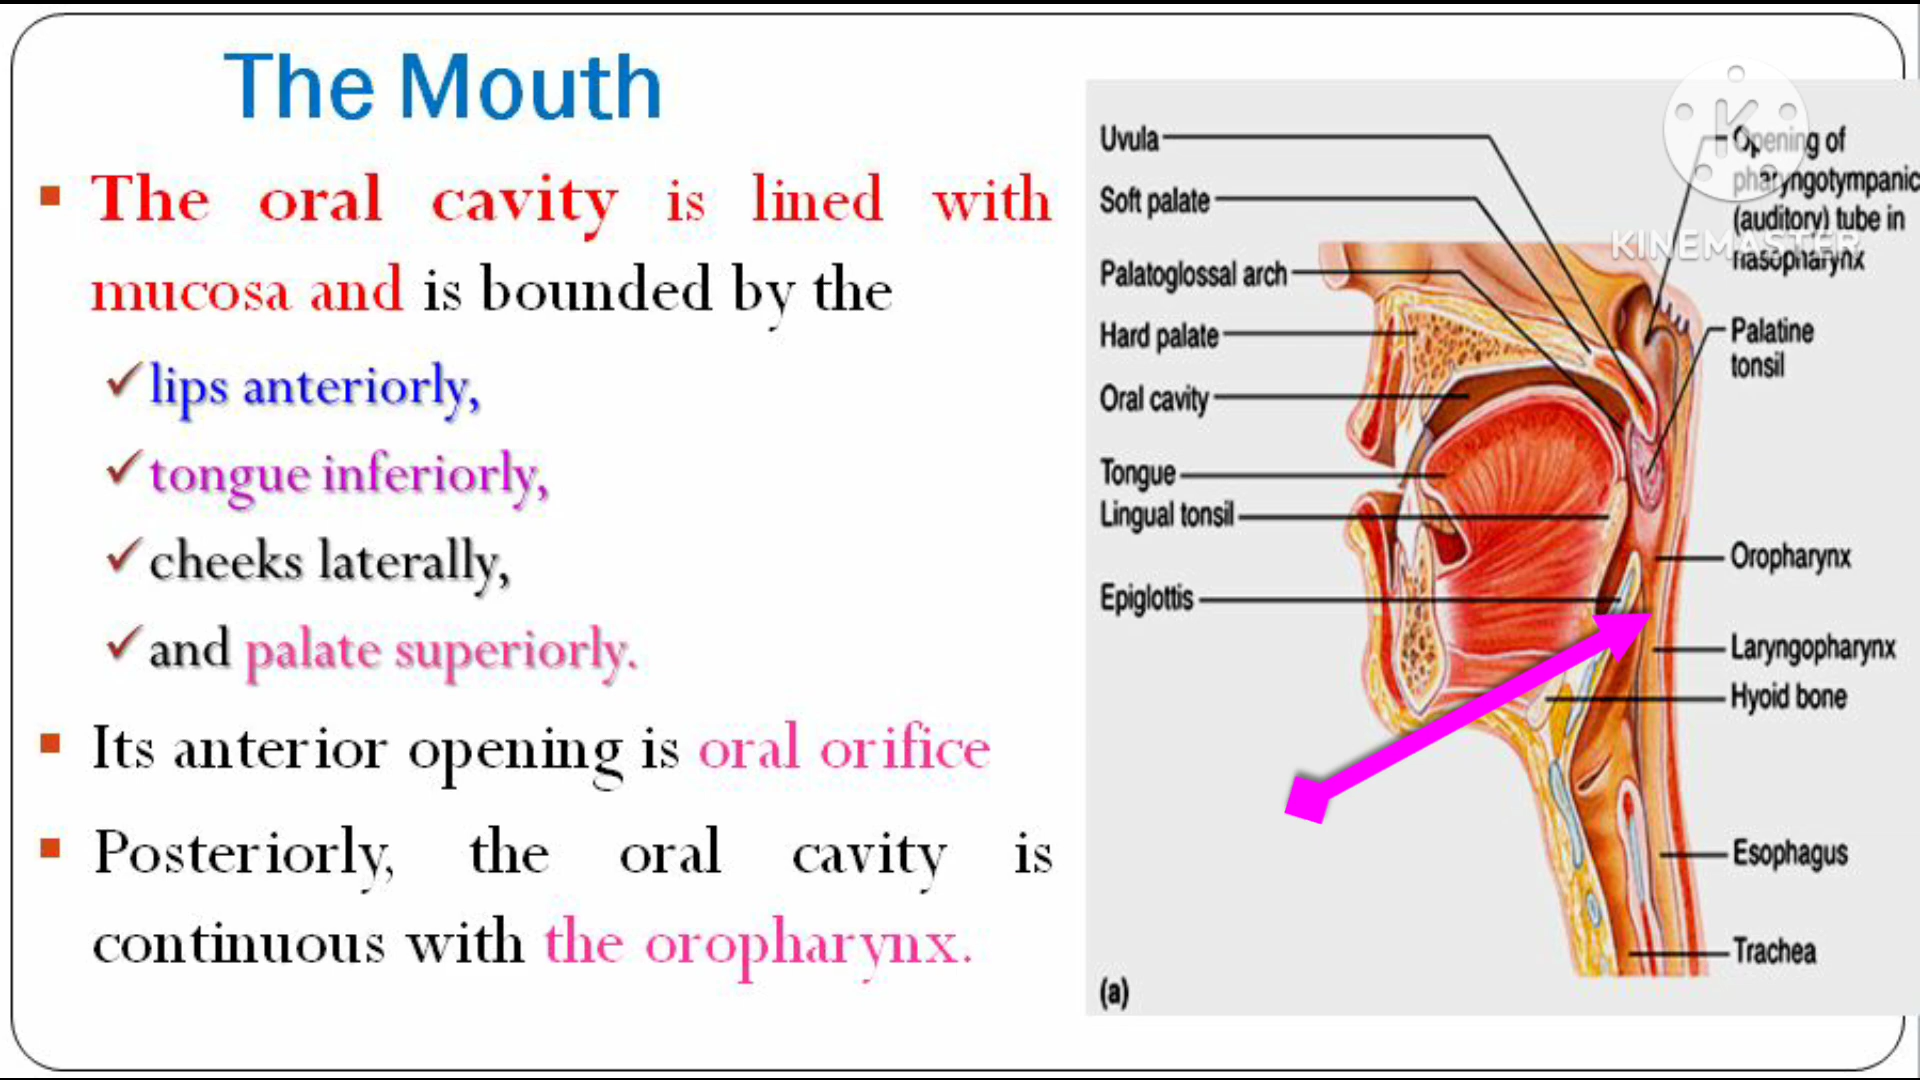 The Mouth
The oral cavity is lined with
mucosa and is bounded by the
lips anteriorly,
tongue inferiorly,
cheeks laterally,
and palate superiorly.
Its anterior opening is oral orifice
Posteriorly, the oral cavity is
continuous with the oropharynx.
Uvula
Soft palate
Palatoglossal arch
Hard palate
Oral cavity
Tongue
Lingual tonsil
Epiglottis
(a)
K
KINEMASTER
Opening of
pharyngotympanic
(auditory) tube in
nasopharynx
Palatine
tonsil
Oropharynx
Laryngopharynx
Hyoid bone
Esophagus
Trachea